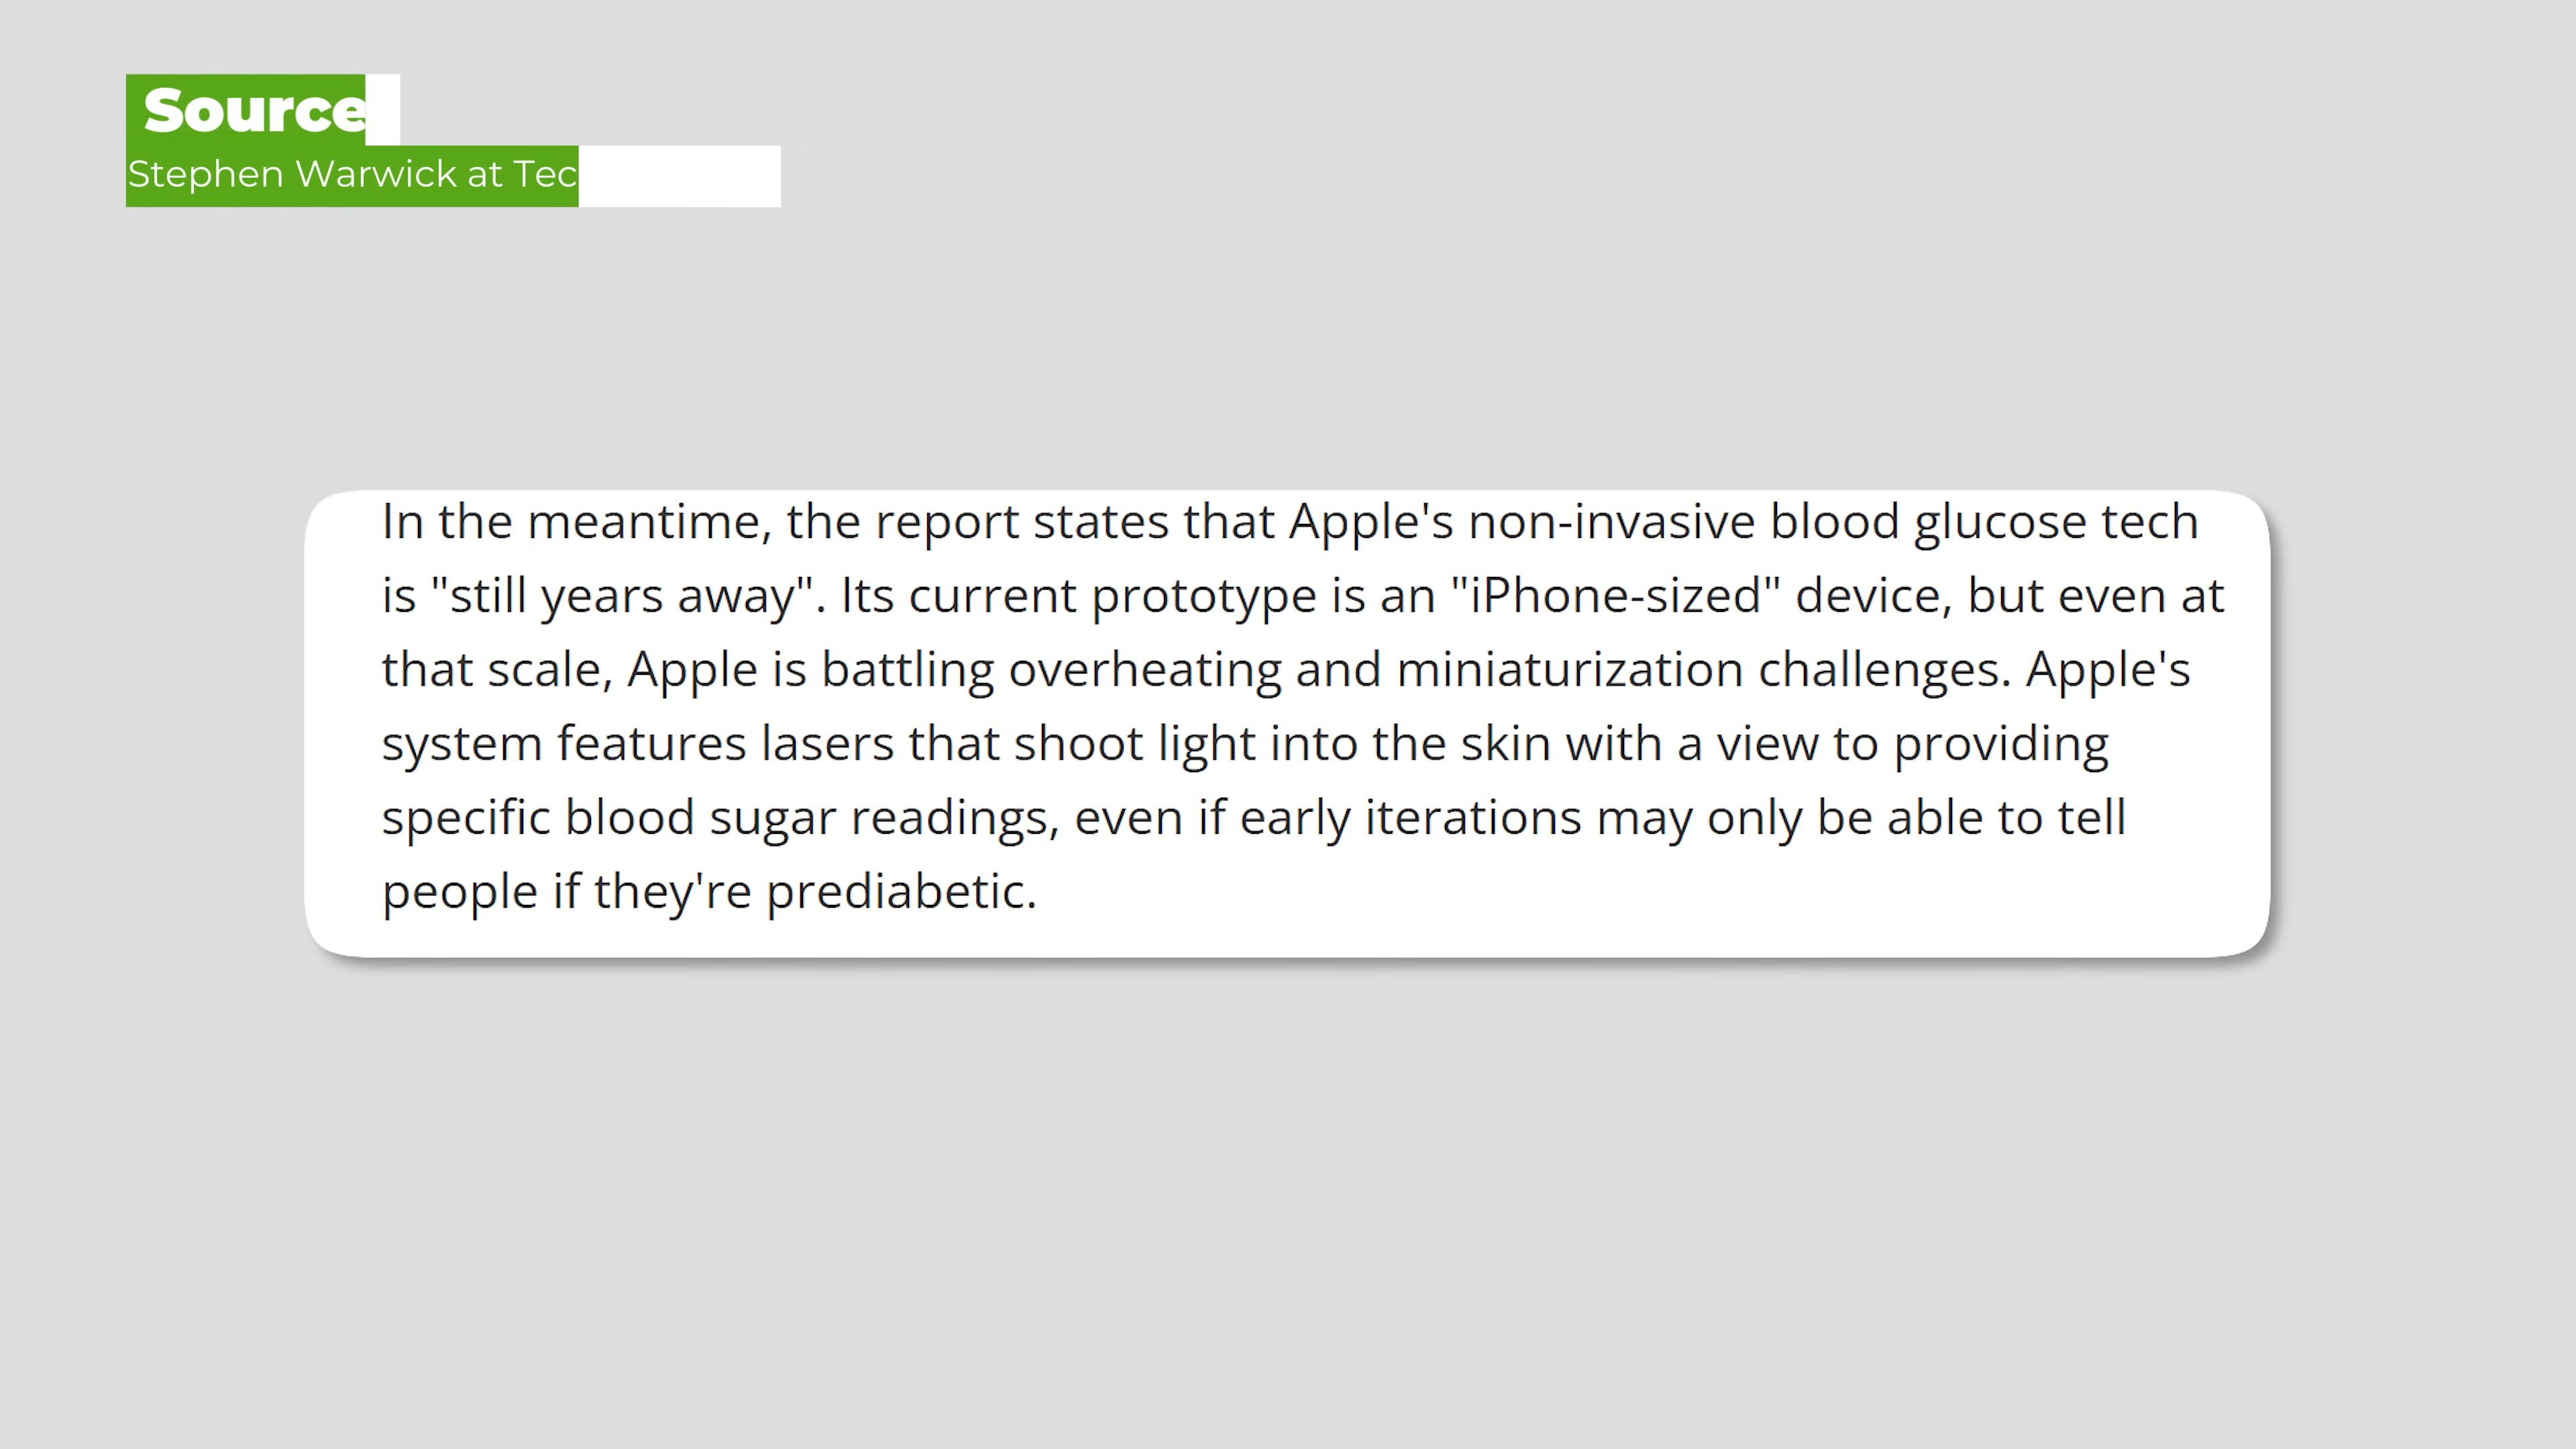 Source
Stephen Warwick at Tec
In the meantime, the report states that Apple's non-invasive blood glucose tech
is "still years away". Its current prototype is an "iPhone-sized" device, but even at
that scale, Apple is battling overheating and miniaturization challenges. Apple's
system features lasers that shoot light into the skin with a view to providing
specific blood sugar readings, even if early iterations may only be able to tell
people if they're prediabetic.